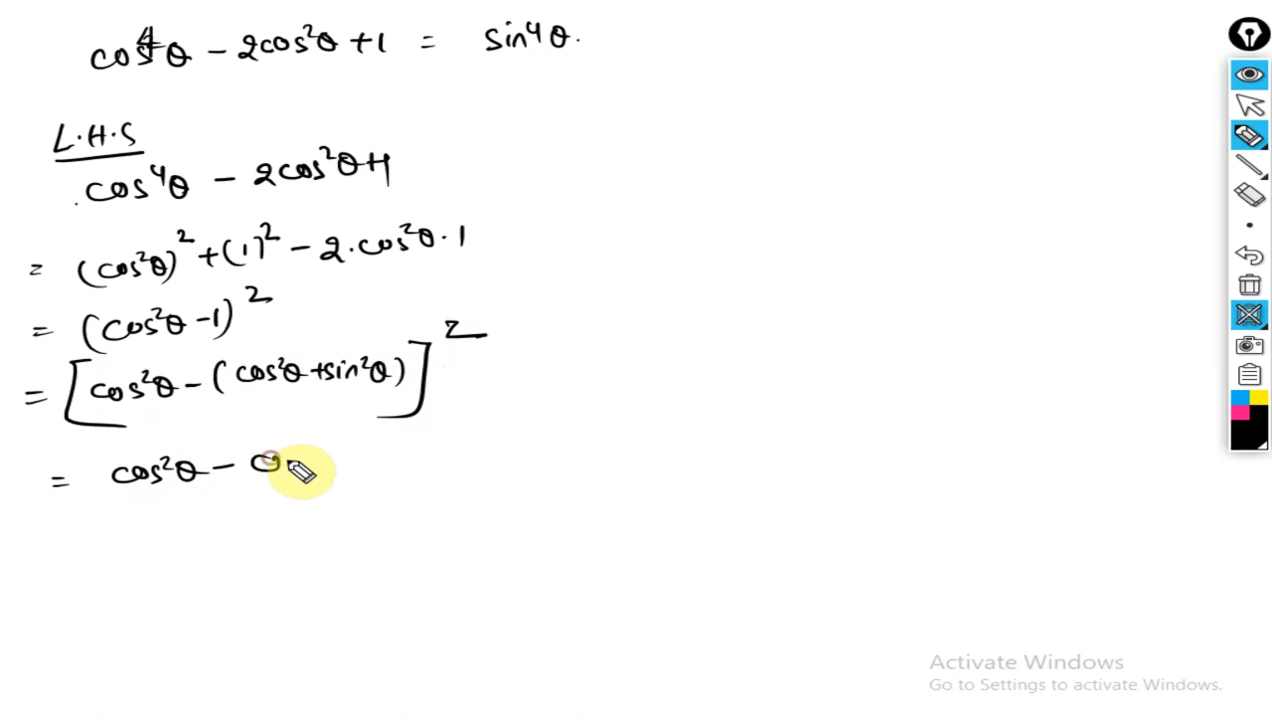 cos⁴θ - 2cos²θ + 1 = sin⁴θ.
L.H.S
cos⁴θ - 2cos²θ+1
= (cos²θ)² + (1)² - 2·cos²θ·1
= (cos²θ - 1)²
= [cos²θ - (cos²θ + sin²θ)]²
= cos²θ -
Activate Windows
Go to Settings to activate Windows.